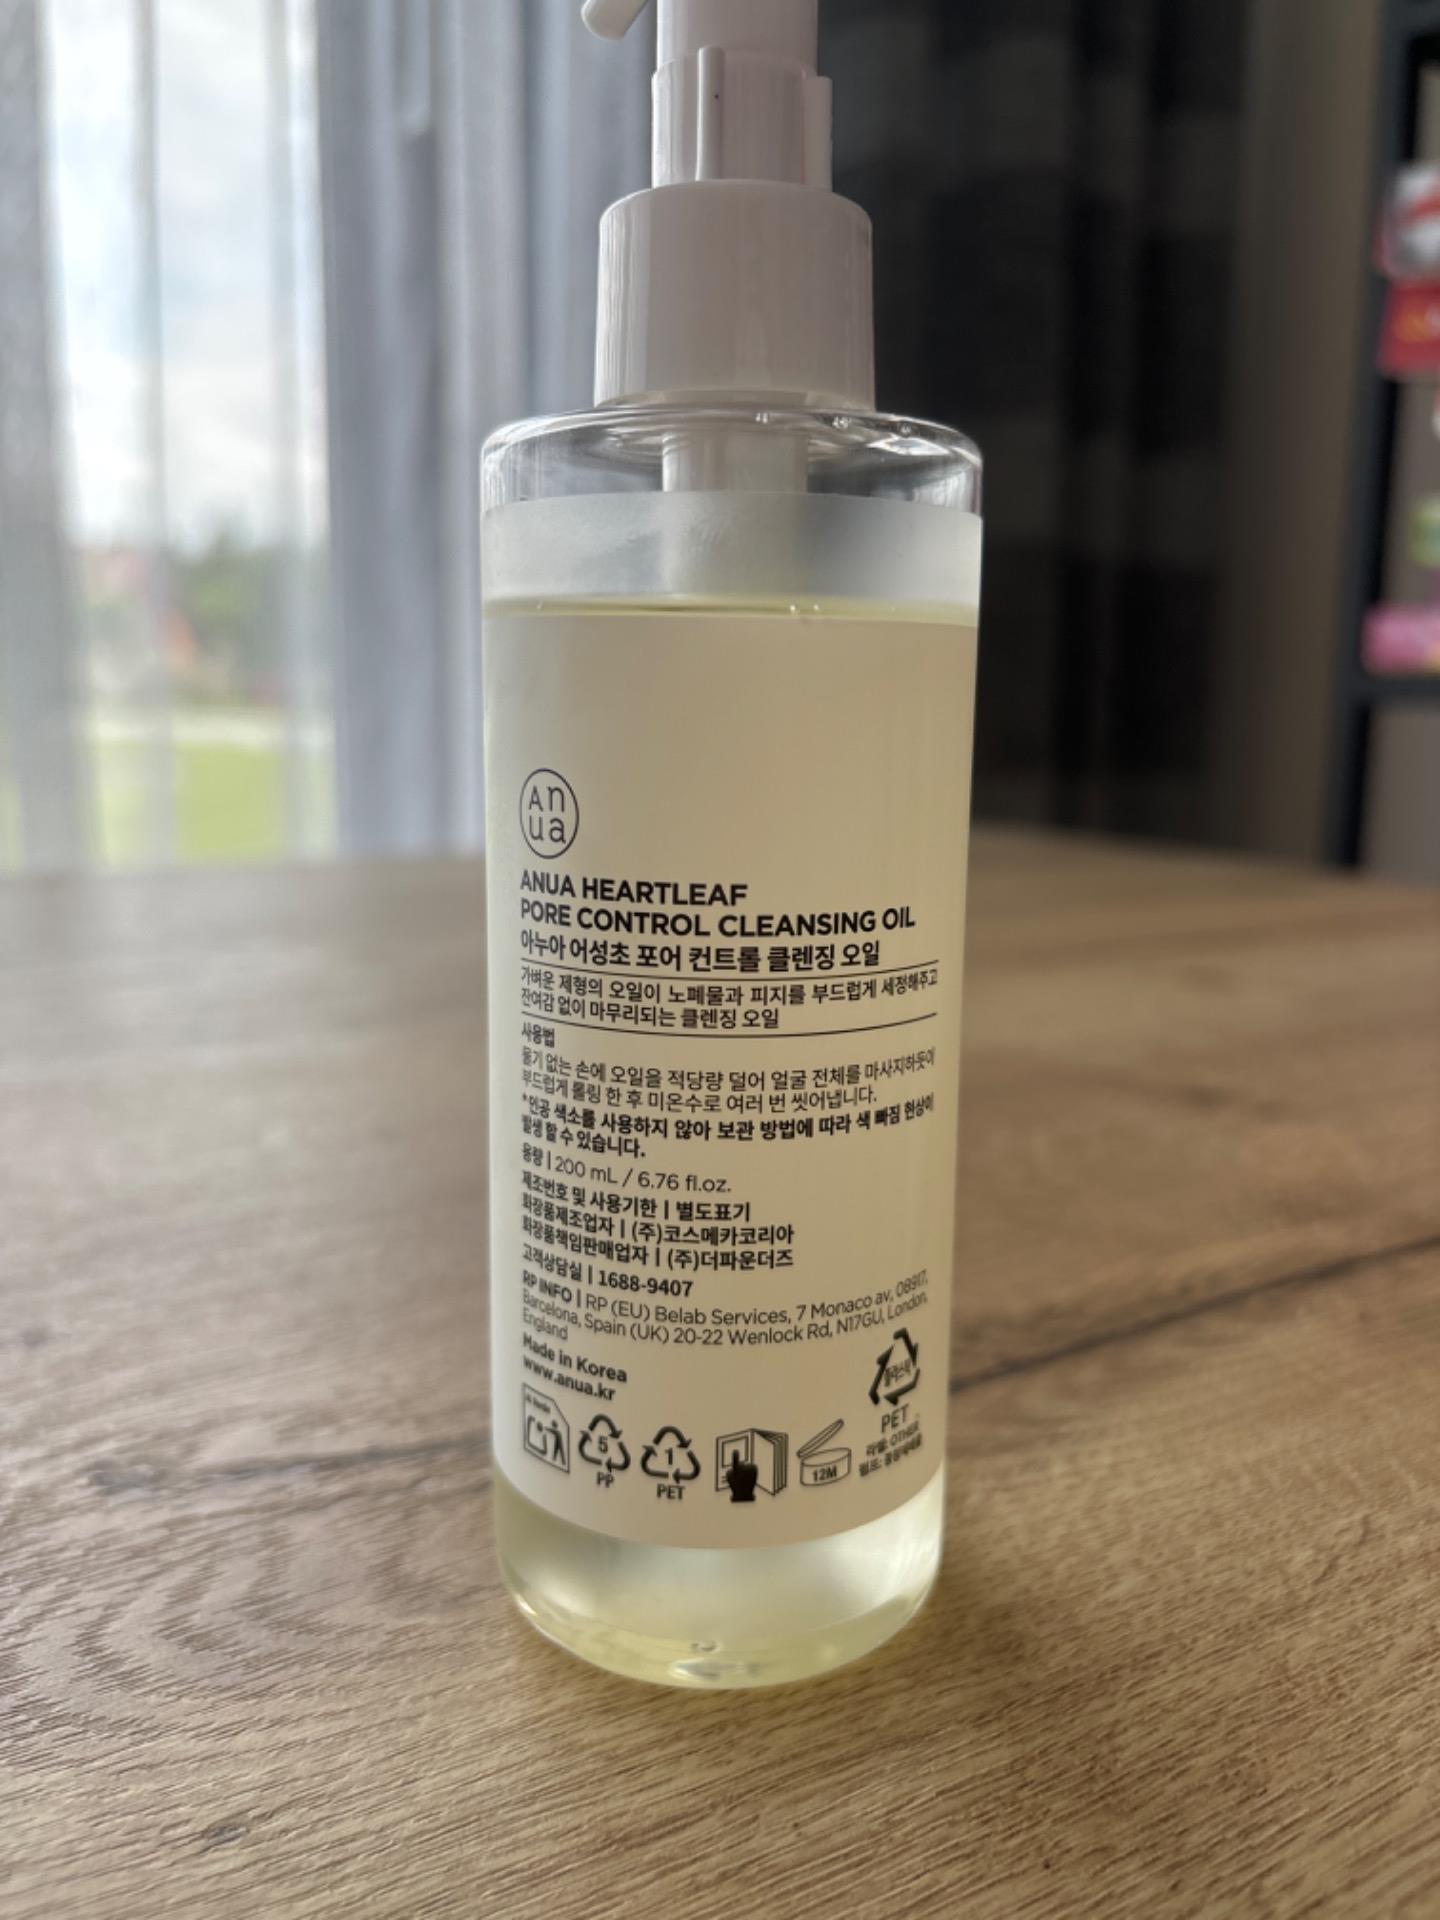 An
ua
ANUA HEARTLEAF
PORE CONTROL CLEANSING OIL
아누아 어성초 포어 컨트롤 클렌징 오일
가벼운 제형의 오일이 노폐물과 피지를 부드럽게 세정해주고
잔여감 없이 마무리되는 클렌징 오일
사용법
물기 없는 손에 오일을 적당량 덜어 얼굴 전체를 마사지하듯이
부드럽게 롤링 한 후 미온수로 여러 번 씻어냅니다.
*인공 색소를 사용하지 않아 보관 방법에 따라 색 빠짐 현상이
발생 할 수 있습니다.
용량 | 200 mL / 6.76 fl.oz.
제조번호 및 사용기한 | 별도표기
화장품제조업자 | (주)코스메카코리아
화장품책임판매업자 | (주)더파운더즈
고객상담실 | 1688-9407
RP INFO | RP (EU) Belab Services, 7 Monaco av, 08917,
Barcelona, Spain (UK) 20-22 Wenlock Rd, N17GU, London,
England
Made in Korea
www.anua.kr
플라스틱
PET
라벨: OTHER
펌프:
5
PP
1
PET
12M